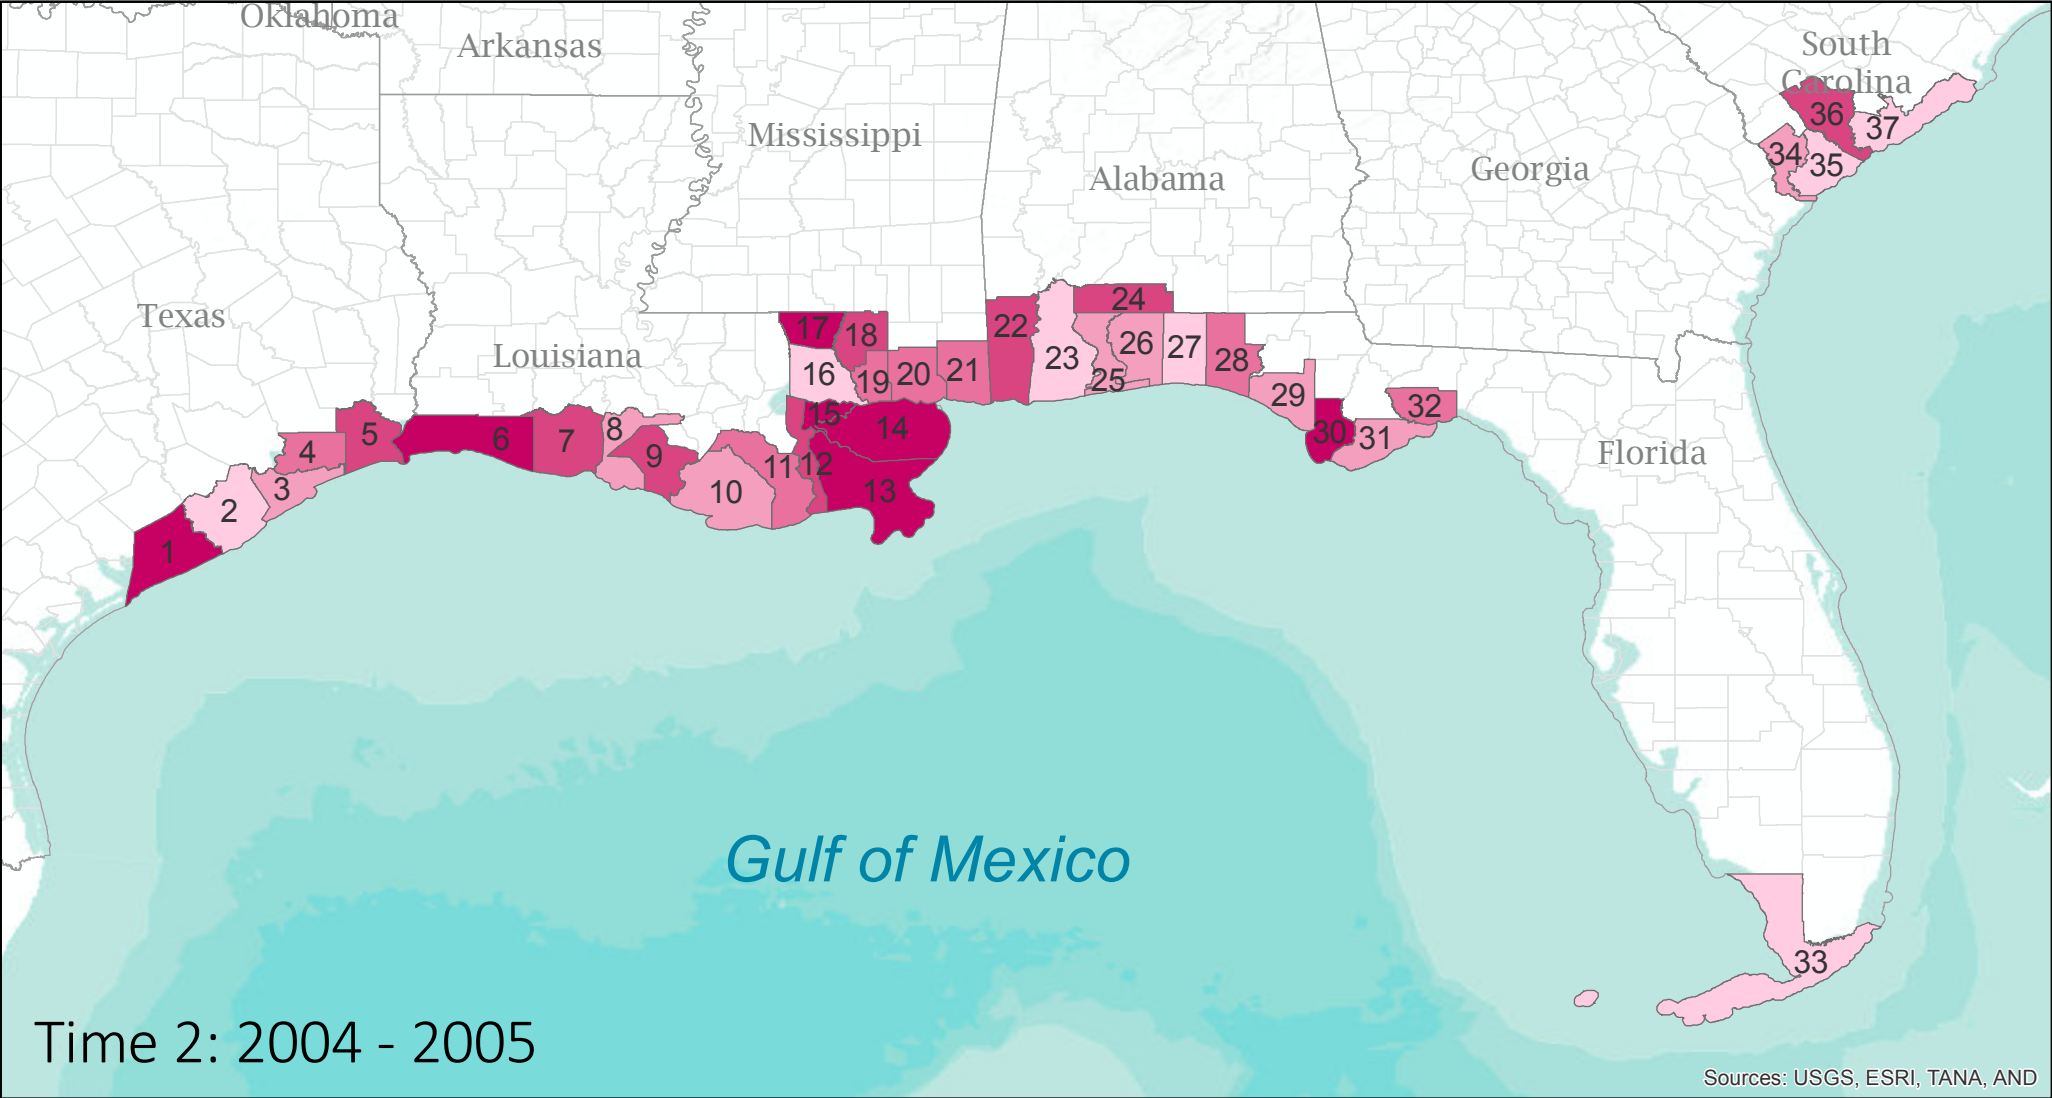 Oklahoma
Arkansas
South
Carolina
Mississippi
Alabama
Georgia
Texas
Louisiana
Florida
36
37
34
35
17
18
22
24
16
19
20
21
23
26
27
28
25
29
32
30
31
15
14
4
5
6
7
8
9
11
12
13
10
3
2
1
33
Gulf of Mexico
Time 2: 2004 - 2005
Sources: USGS, ESRI, TANA, AND